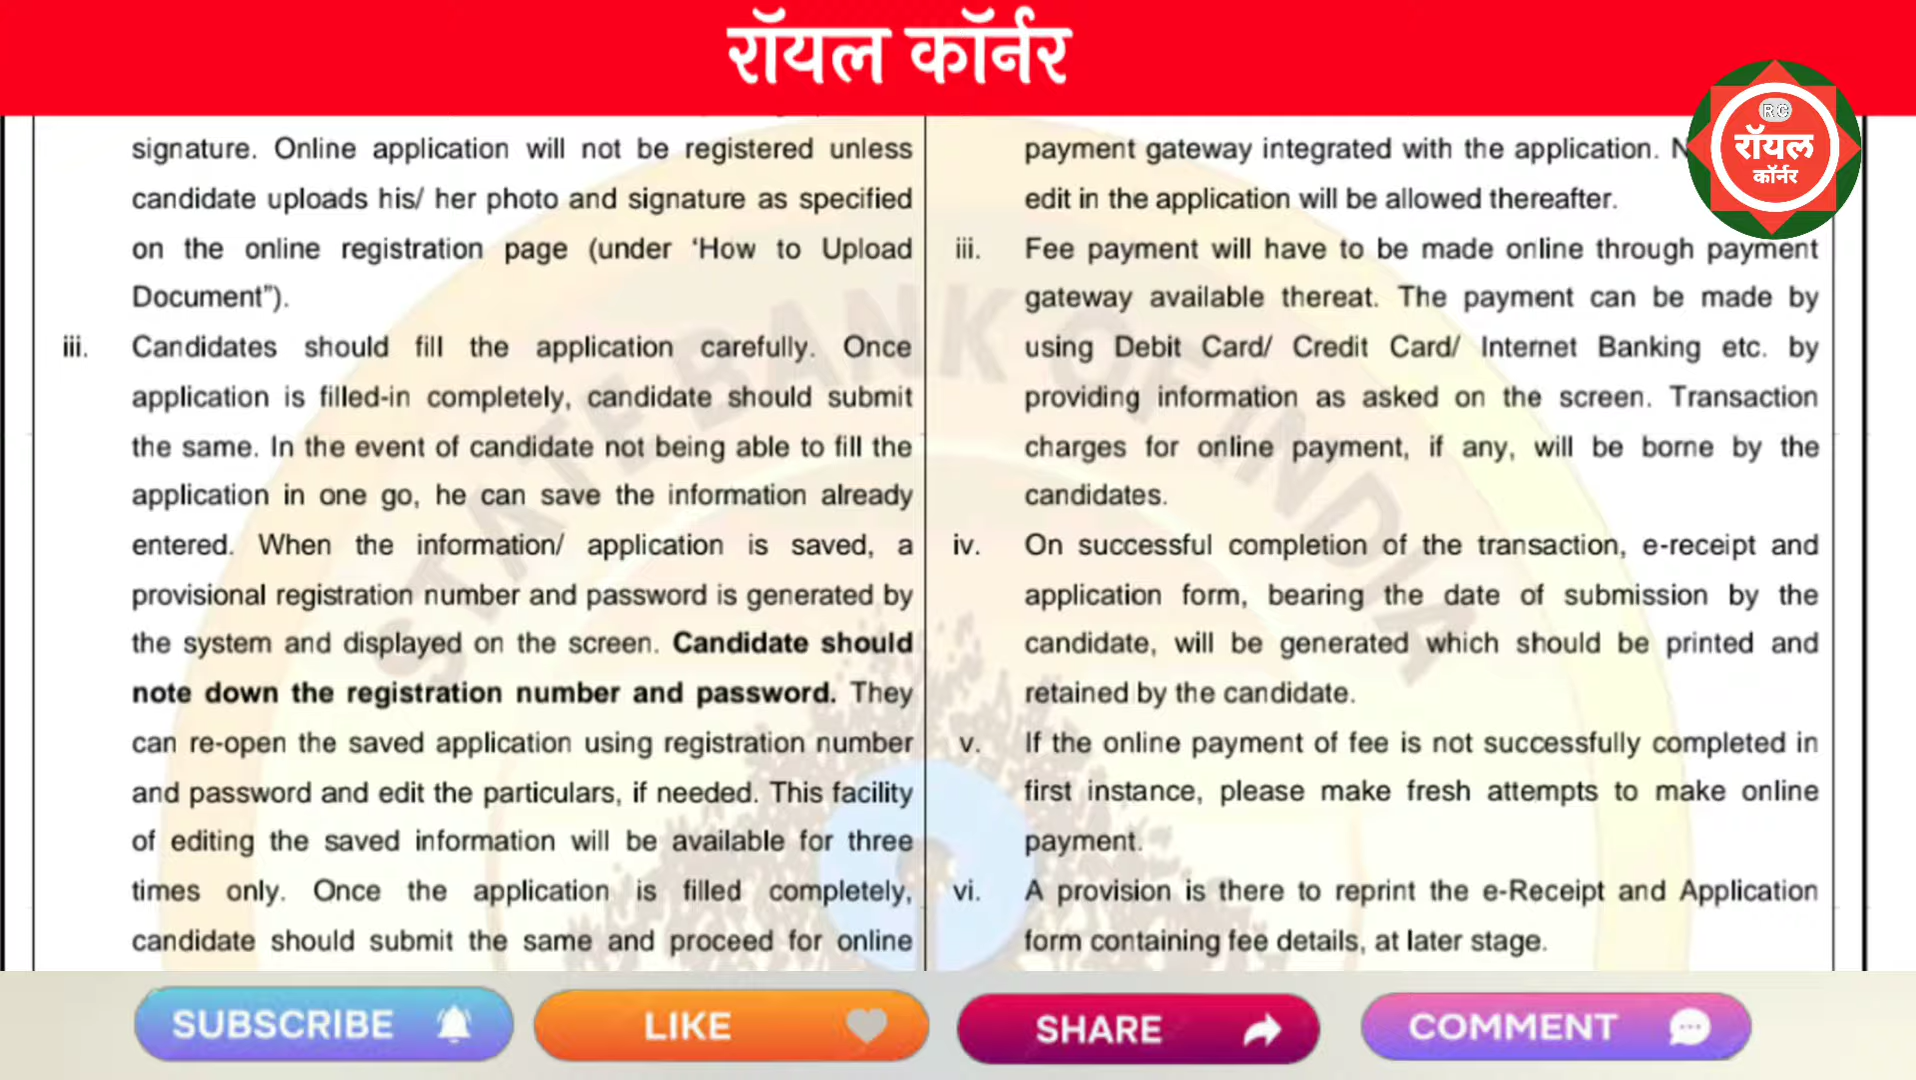 रॉयल कॉर्नर
RC
रॉयल
कॉर्नर
signature. Online application will not be registered unless
candidate uploads his/ her photo and signature as specified
on the online registration page (under ‘How to Upload
Document”).
iii. Candidates should fill the application carefully. Once
application is filled-in completely, candidate should submit
the same. In the event of candidate not being able to fill the
application in one go, he can save the information already
entered. When the information/ application is saved, a
provisional registration number and password is generated by
the system and displayed on the screen. Candidate should
note down the registration number and password. They
can re-open the saved application using registration number
and password and edit the particulars, if needed. This facility
of editing the saved information will be available for three
times only. Once the application is filled completely,
candidate should submit the same and proceed for online
payment gateway integrated with the application.
edit in the application will be allowed thereafter.
iii. Fee payment will have to be made online through payment
gateway available thereat. The payment can be made by
using Debit Card/ Credit Card/ Internet Banking etc. by
providing information as asked on the screen. Transaction
charges for online payment, if any, will be borne by the
candidates.
iv. On successful completion of the transaction, e-receipt and
application form, bearing the date of submission by the
candidate, will be generated which should be printed and
retained by the candidate.
v. If the online payment of fee is not successfully completed in
first instance, please make fresh attempts to make online
payment.
vi. A provision is there to reprint the e-Receipt and Application
form containing fee details, at later stage.
STATE BANK OF INDIA
SUBSCRIBE
LIKE
SHARE
COMMENT